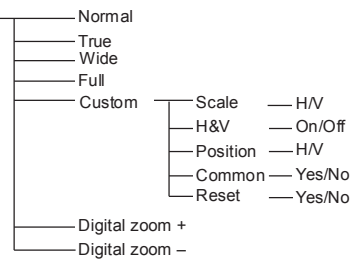 Normal
True
Wide
Full
Custom Scale H/V
H&V On/Off
Position H/V
Common Yes/No
Reset Yes/No
Digital zoom +
Digital zoom –